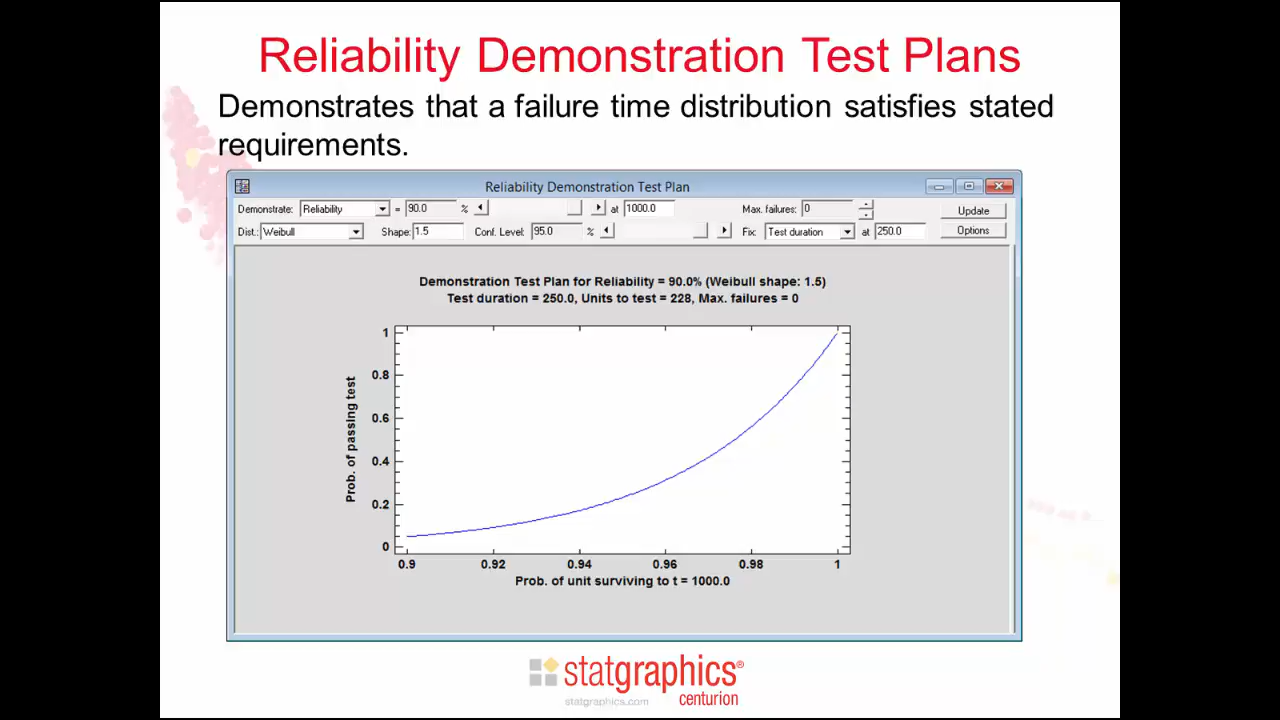 Reliability Demonstration Test Plans
Demonstrates that a failure time distribution satisfies stated
requirements.
Reliability Demonstration Test Plan
Demonstrate: Reliability = 90.0 % at 1000.0 Max. failures: 0 Update
Dist.: Weibull Shape: 1.5 Conf. Level: 95.0 % Fix: Test duration at 250.0 Options
Demonstration Test Plan for Reliability = 90.0% (Weibull shape: 1.5)
Test duration = 250.0, Units to test = 228, Max. failures = 0
Prob. of passing test
1
0.8
0.6
0.4
0.2
0
0.9 0.92 0.94 0.96 0.98 1
Prob. of unit surviving to t = 1000.0
statgraphics®
statgraphics.com centurion